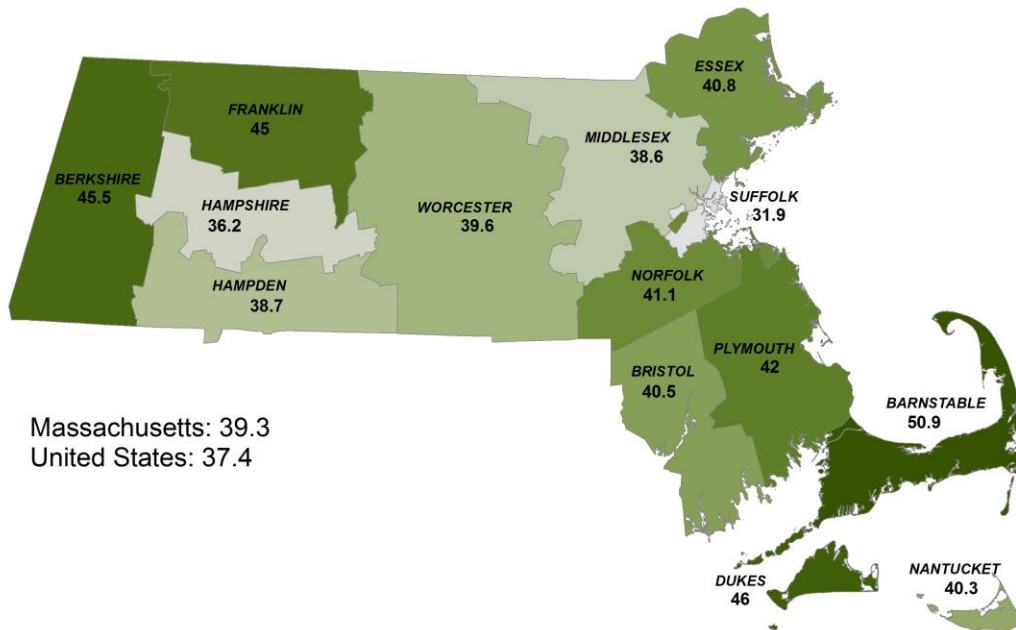 ESSEX
40.8
FRANKLIN
45
MIDDLESEX
38.6
BERKSHIRE
45.5
HAMPSHIRE
36.2
WORCESTER
39.6
SUFFOLK
31.9
HAMPDEN
38.7
NORFOLK
41.1
PLYMOUTH
42
BRISTOL
40.5
BARNSTABLE
50.9
Massachusetts: 39.3
United States: 37.4
DUKES
46
NANTUCKET
40.3